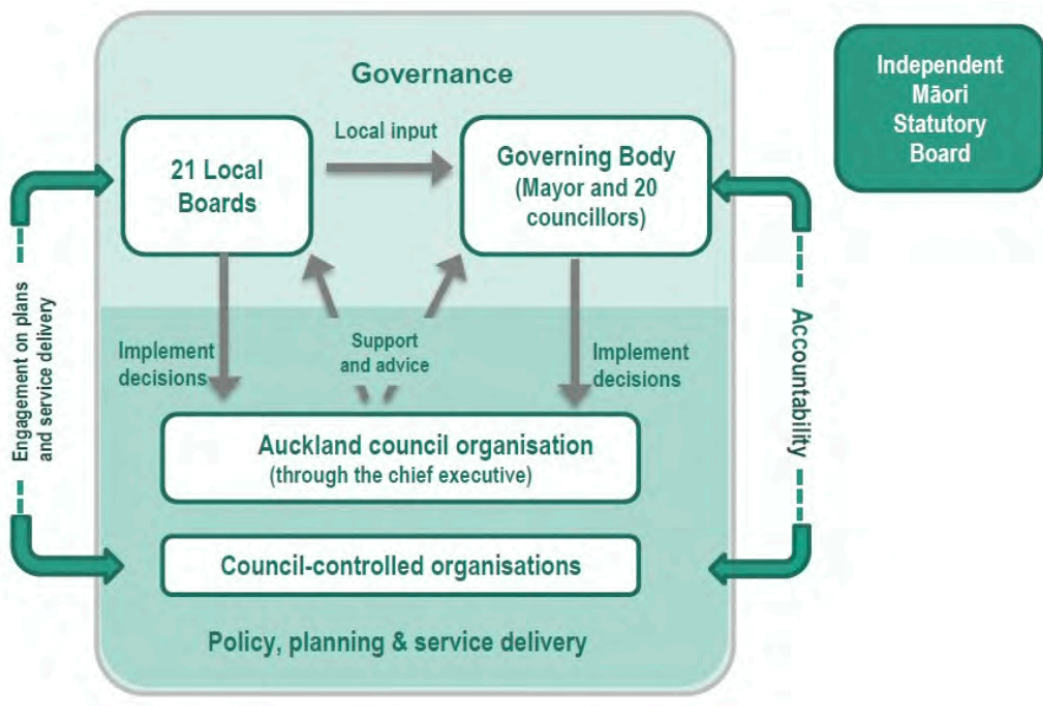 Governance
Independent
Māori
Statutory
Board
Local input
21 Local
Boards
Governing Body
(Mayor and 20
councillors)
Engagement on plans
and service delivery
Accountability
Implement
decisions
Support
and advice
Implement
decisions
Auckland council organisation
(through the chief executive)
Council-controlled organisations
Policy, planning & service delivery